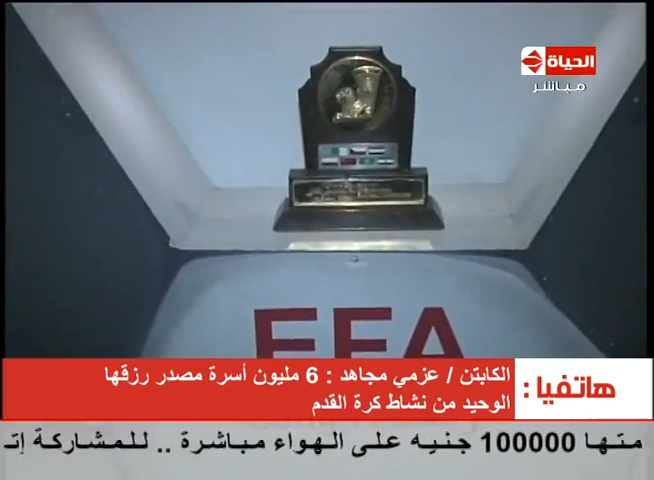 الحياة
مباشر
EFA
هاتفيا :
الكابتن / عزمي مجاهد : 6 مليون أسرة مصدر رزقها
الوحيد من نشاط كرة القدم
متها 100000 جنيه على الهواء مباشرة .. للمشاركة إتـ